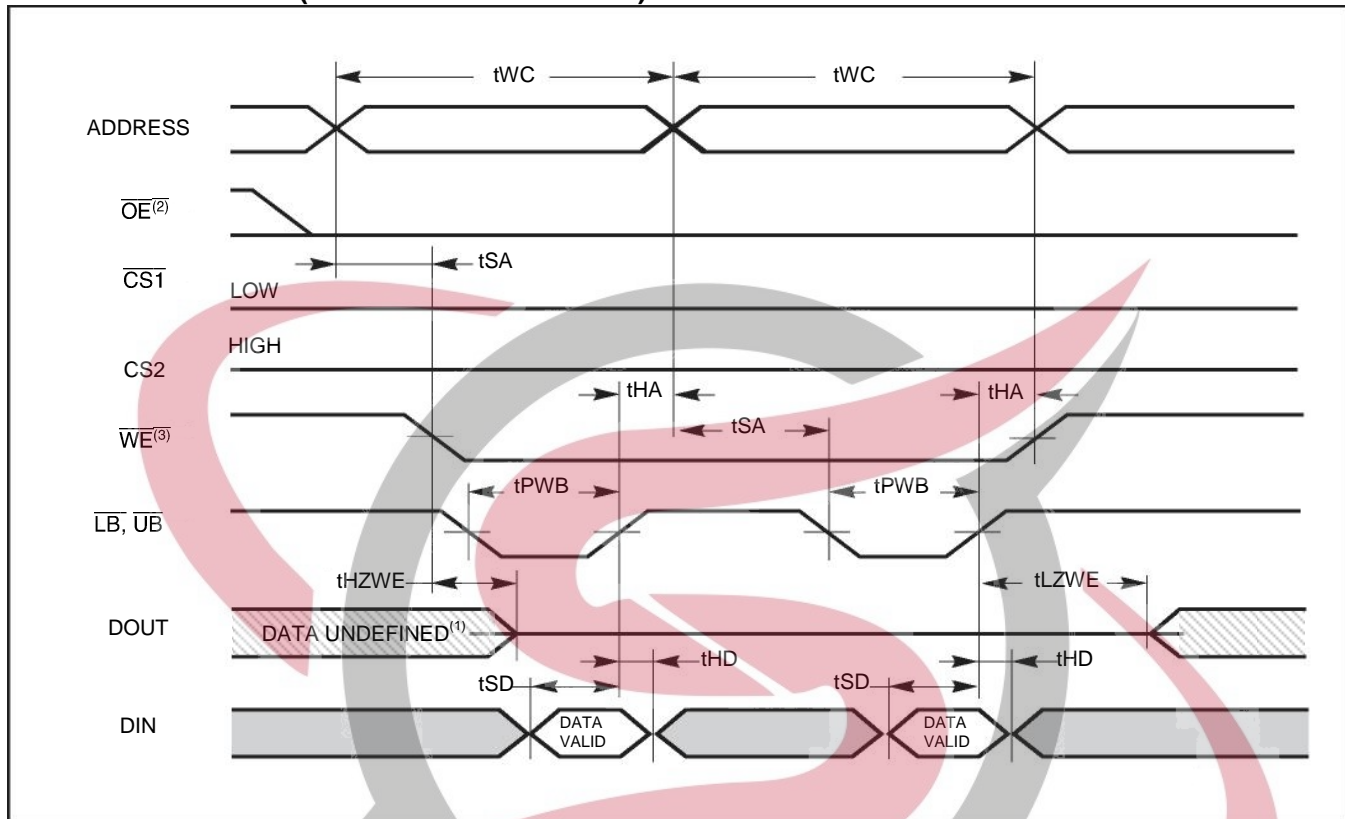 tWC tWC
ADDRESS
OE(2)
tSA
CS1
LOW
HIGH
CS2
tHA tHA
WE(3)
tSA
tPWB tPWB
LB, UB
tHZWE tLZWE
DOUT DATA UNDEFINED(1)
tHD tHD
tSD tSD
DIN
DATA VALID
DATA VALID